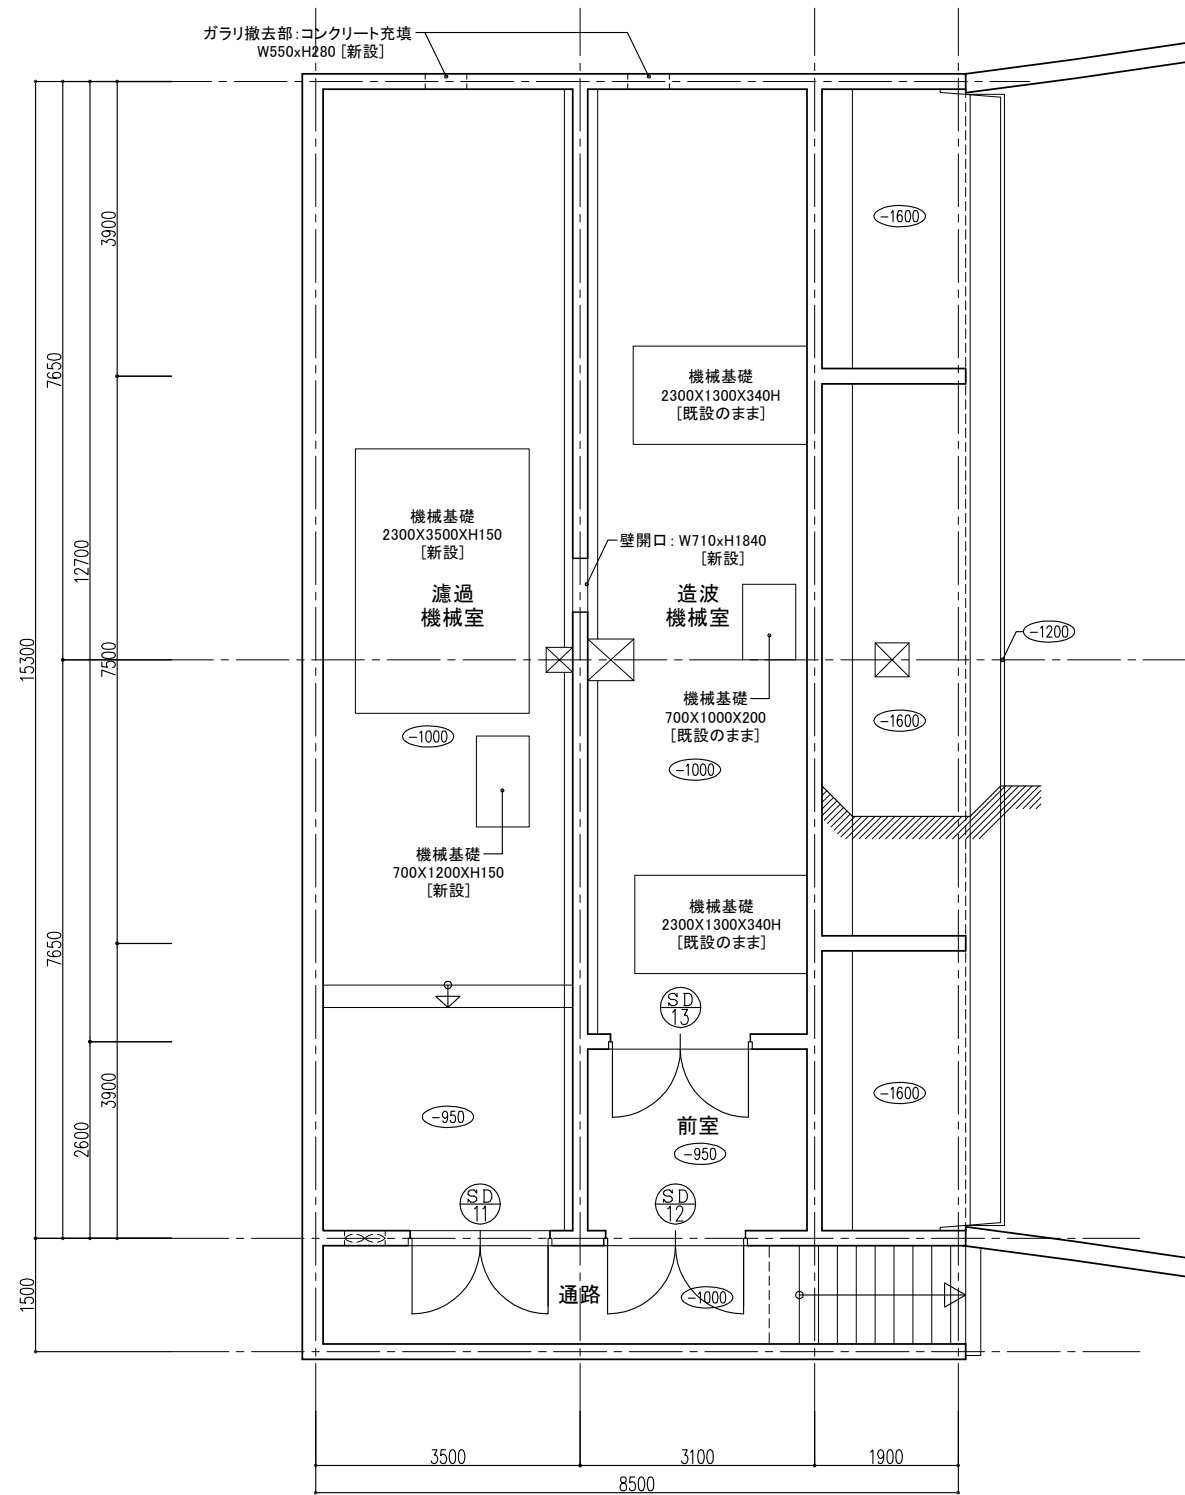 ガラリ撤去部:コンクリート充填
W550xH280 [新設]
3900
7650
12700
7500
15300
7650
3900
2600
1500
-1600
機械基礎
2300X1300X340H
[既設のまま]
機械基礎
2300X3500XH150
[新設]
濾過
機械室
壁開口:W710xH1840
[新設]
造波
機械室
-1200
機械基礎
700X1000X200
[既設のまま]
-1600
-1000
-1000
機械基礎
700X1200XH150
[新設]
機械基礎
2300X1300X340H
[既設のまま]
SD
13
-1600
-950
前室
-950
SD
11
SD
12
通路
-1000
3500
3100
1900
8500